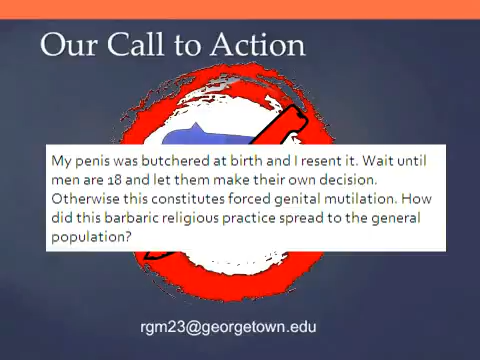 Our Call to Action
My penis was butchered at birth and I resent it. Wait until
men are 18 and let them make their own decision.
Otherwise this constitutes forced genital mutilation. How
did this barbaric religious practice spread to the general
population?
rgm23@georgetown.edu